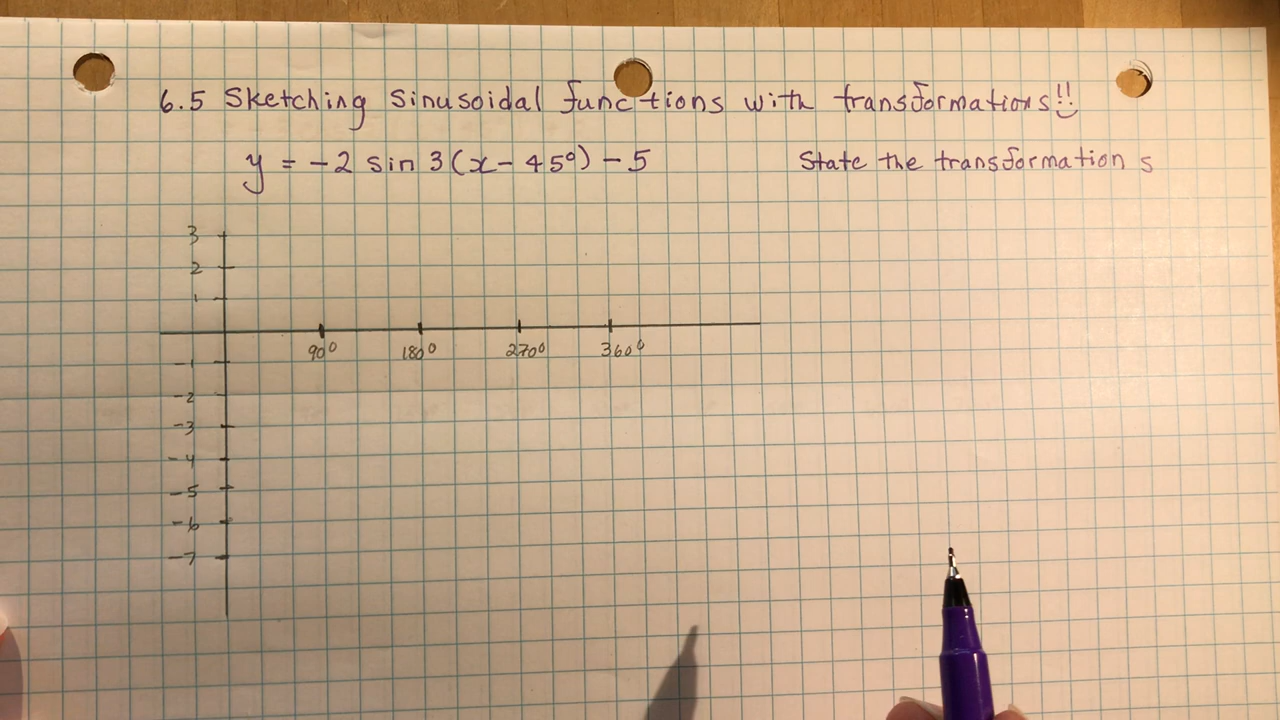 6.5 Sketching Sinusoidal functions with transformations!!
y = -2 sin 3(x - 45°) - 5
State the transformations
3
2
1
90° 180° 270° 360°
-1
-2
-3
-4
-5
-6
-7